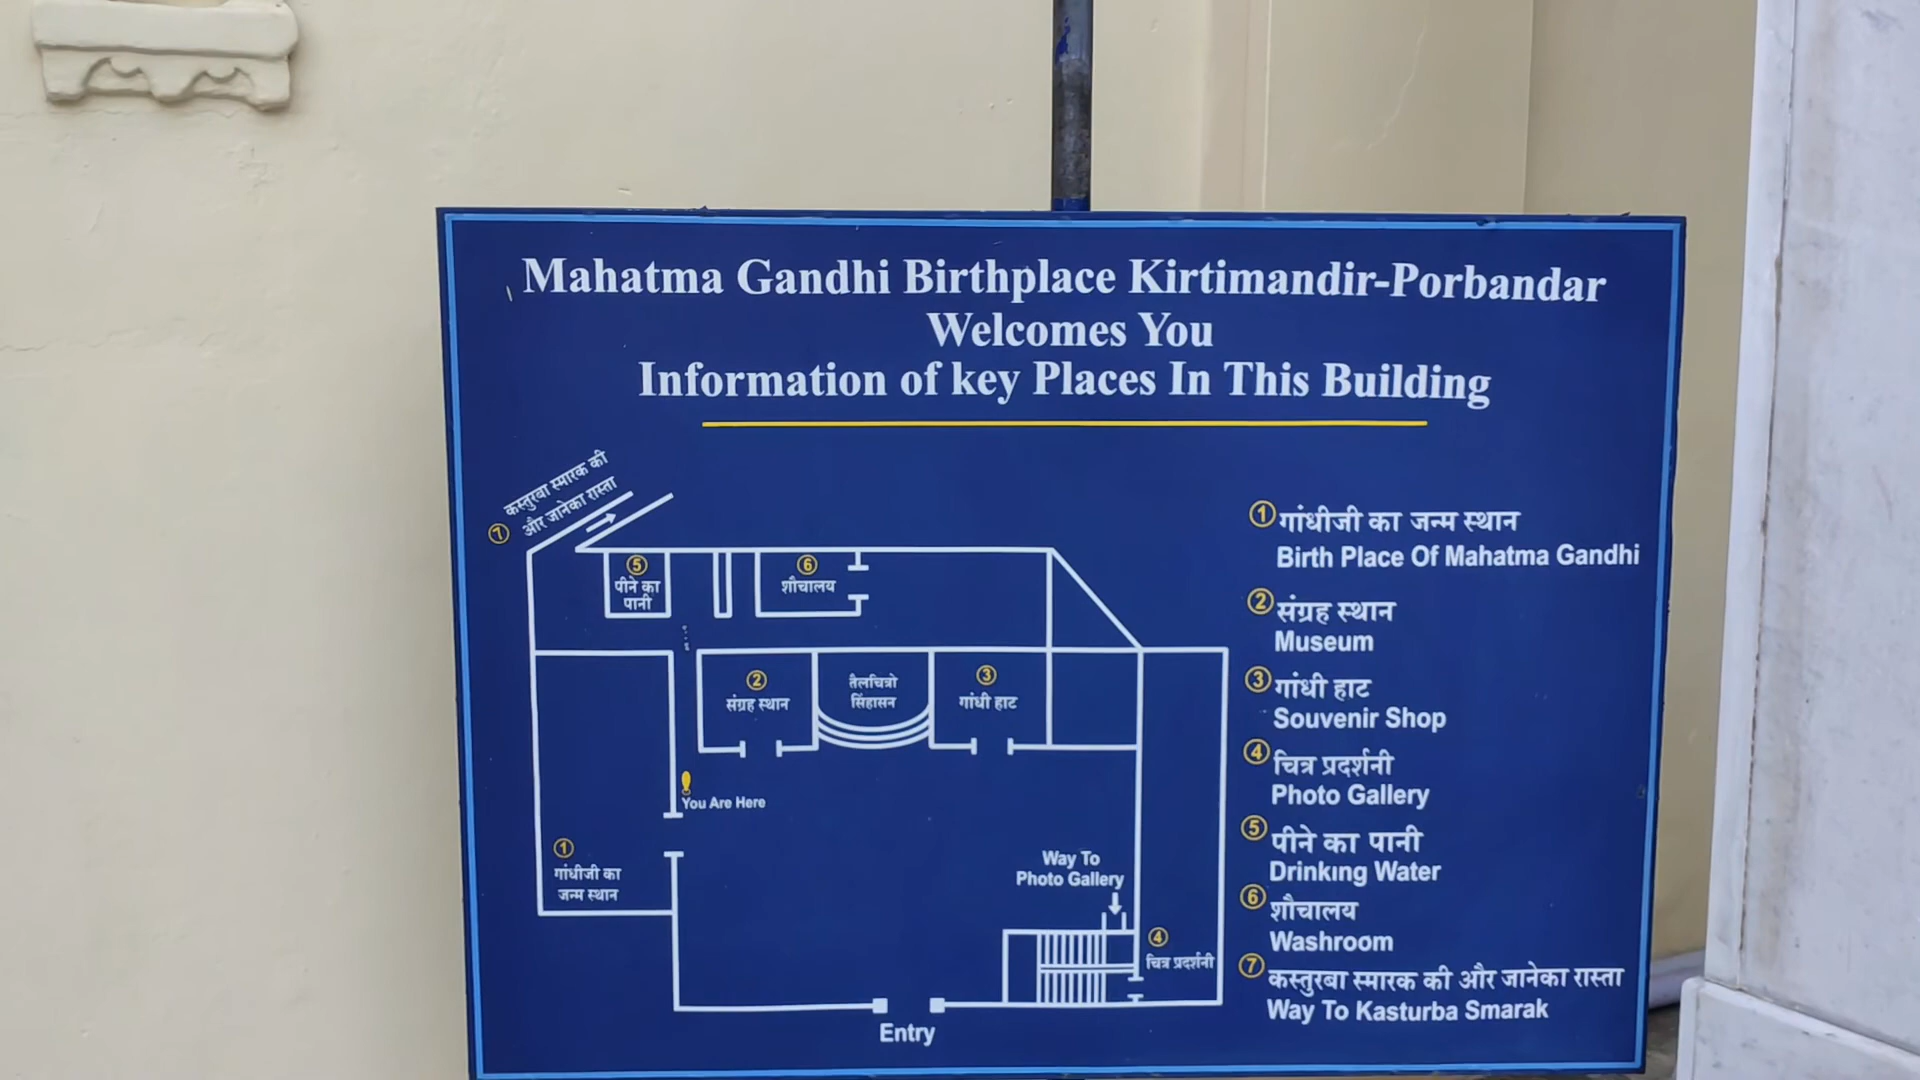 Mahatma Gandhi Birthplace Kirtimandir-Porbandar
Welcomes You
Information of key Places In This Building
⑦ कस्तुरबा स्मारक की
और जानेका रास्ता
⑤
पीने का
पानी
⑥
शौचालय
②
संग्रह स्थान
तैलचित्रो
सिंहासन
③
गांधी हाट
You Are Here
①
गांधीजी का
जन्म स्थान
Way To
Photo Gallery
④
चित्र प्रदर्शनी
Entry
① गांधीजी का जन्म स्थान
Birth Place Of Mahatma Gandhi
② संग्रह स्थान
Museum
③ गांधी हाट
Souvenir Shop
④ चित्र प्रदर्शनी
Photo Gallery
⑤ पीने का पानी
Drinking Water
⑥ शौचालय
Washroom
⑦ कस्तुरबा स्मारक की और जानेका रास्ता
Way To Kasturba Smarak